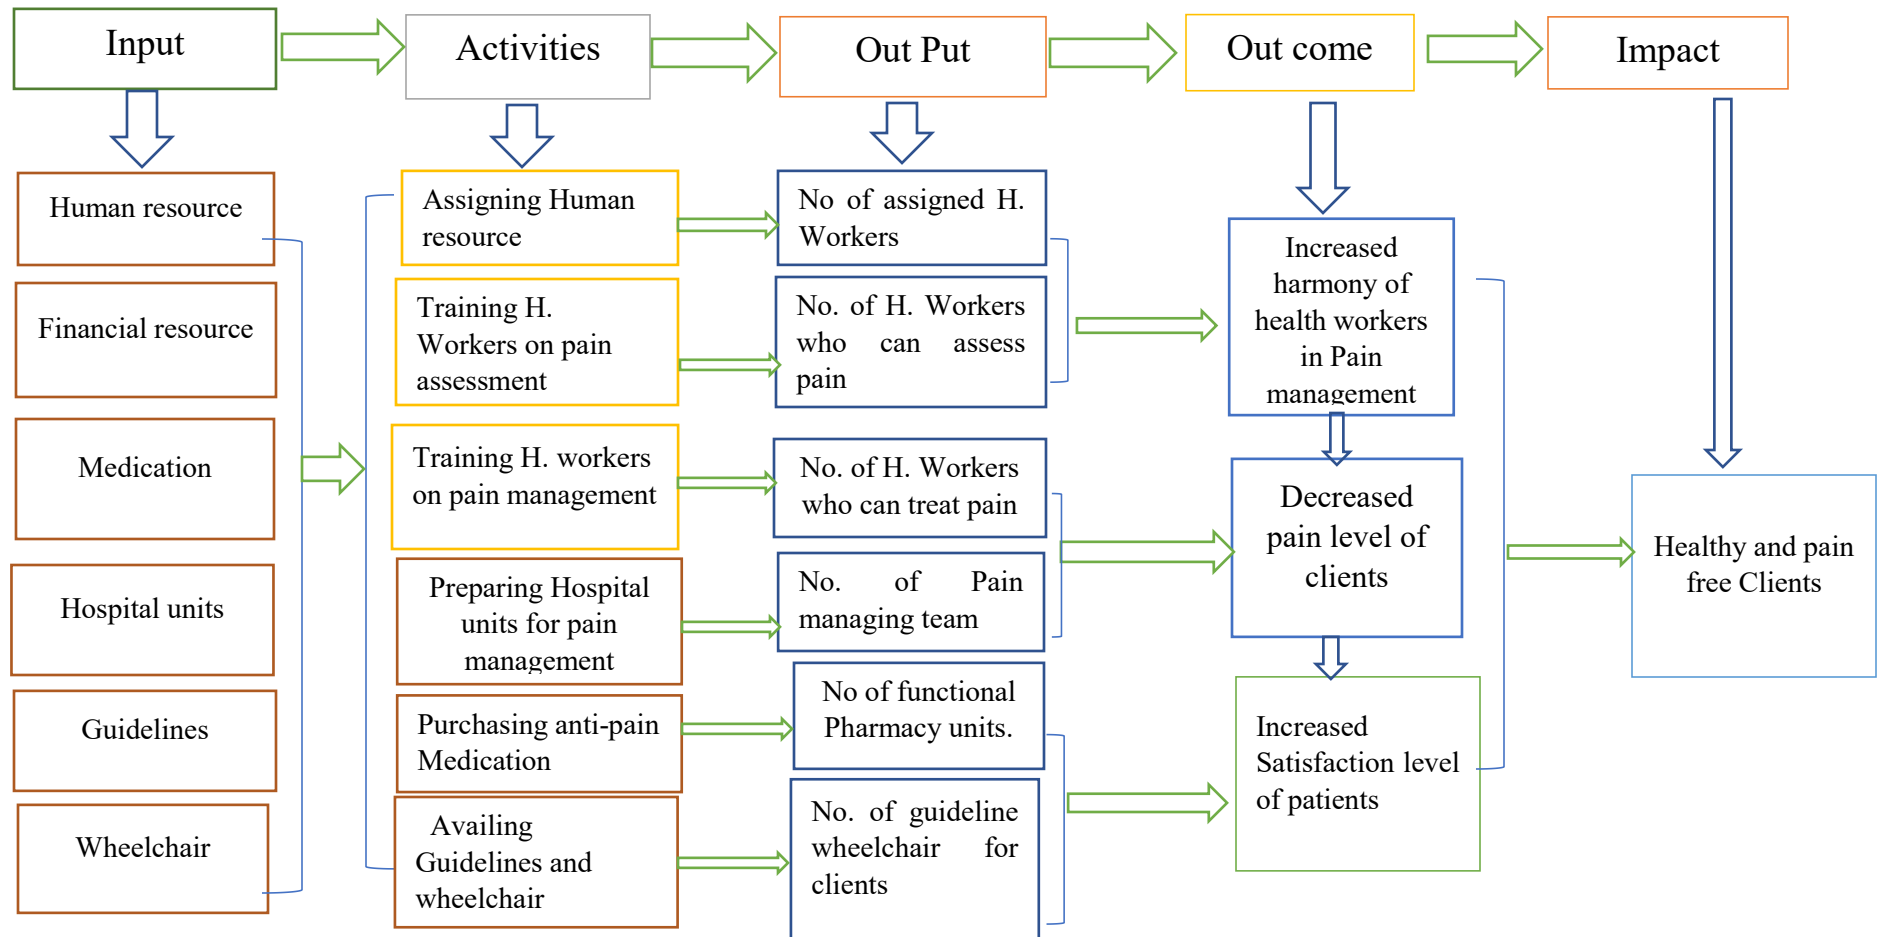 Input
Activities
Out Put
Out come
Impact
Human resource
Financial resource
Medication
Hospital units
Guidelines
Wheelchair
Assigning Human
resource
Training H.
Workers on pain
assessment
Training H. workers
on pain management
Preparing Hospital
units for pain
management
Purchasing anti-pain
Medication
Availing
Guidelines and
wheelchair
No of assigned H.
Workers
No. of H. Workers
who can assess
pain
No. of H. Workers
who can treat pain
No. of Pain
managing team
No of functional
Pharmacy units.
No. of guideline
wheelchair for
clients
Increased
harmony of
health workers
in Pain
management
Decreased
pain level of
clients
Increased
Satisfaction level
of patients
Healthy and pain
free Clients